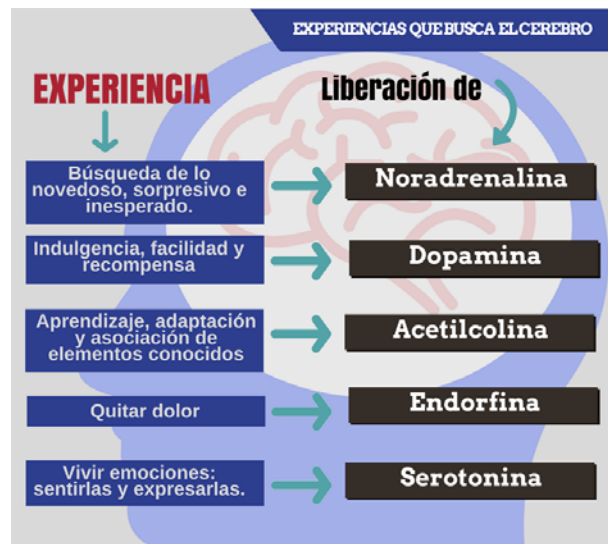 EXPERIENCIAS QUE BUSCA EL CEREBRO
EXPERIENCIA
Liberación de
Búsqueda de lo
novedoso, sorpresivo e
inesperado.
Noradrenalina
Indulgencia, facilidad y
recompensa
Dopamina
Aprendizaje, adaptación
y asociación de
elementos conocidos
Acetilcolina
Quitar dolor
Endorfina
Vivir emociones:
sentirlas y expresarlas.
Serotonina